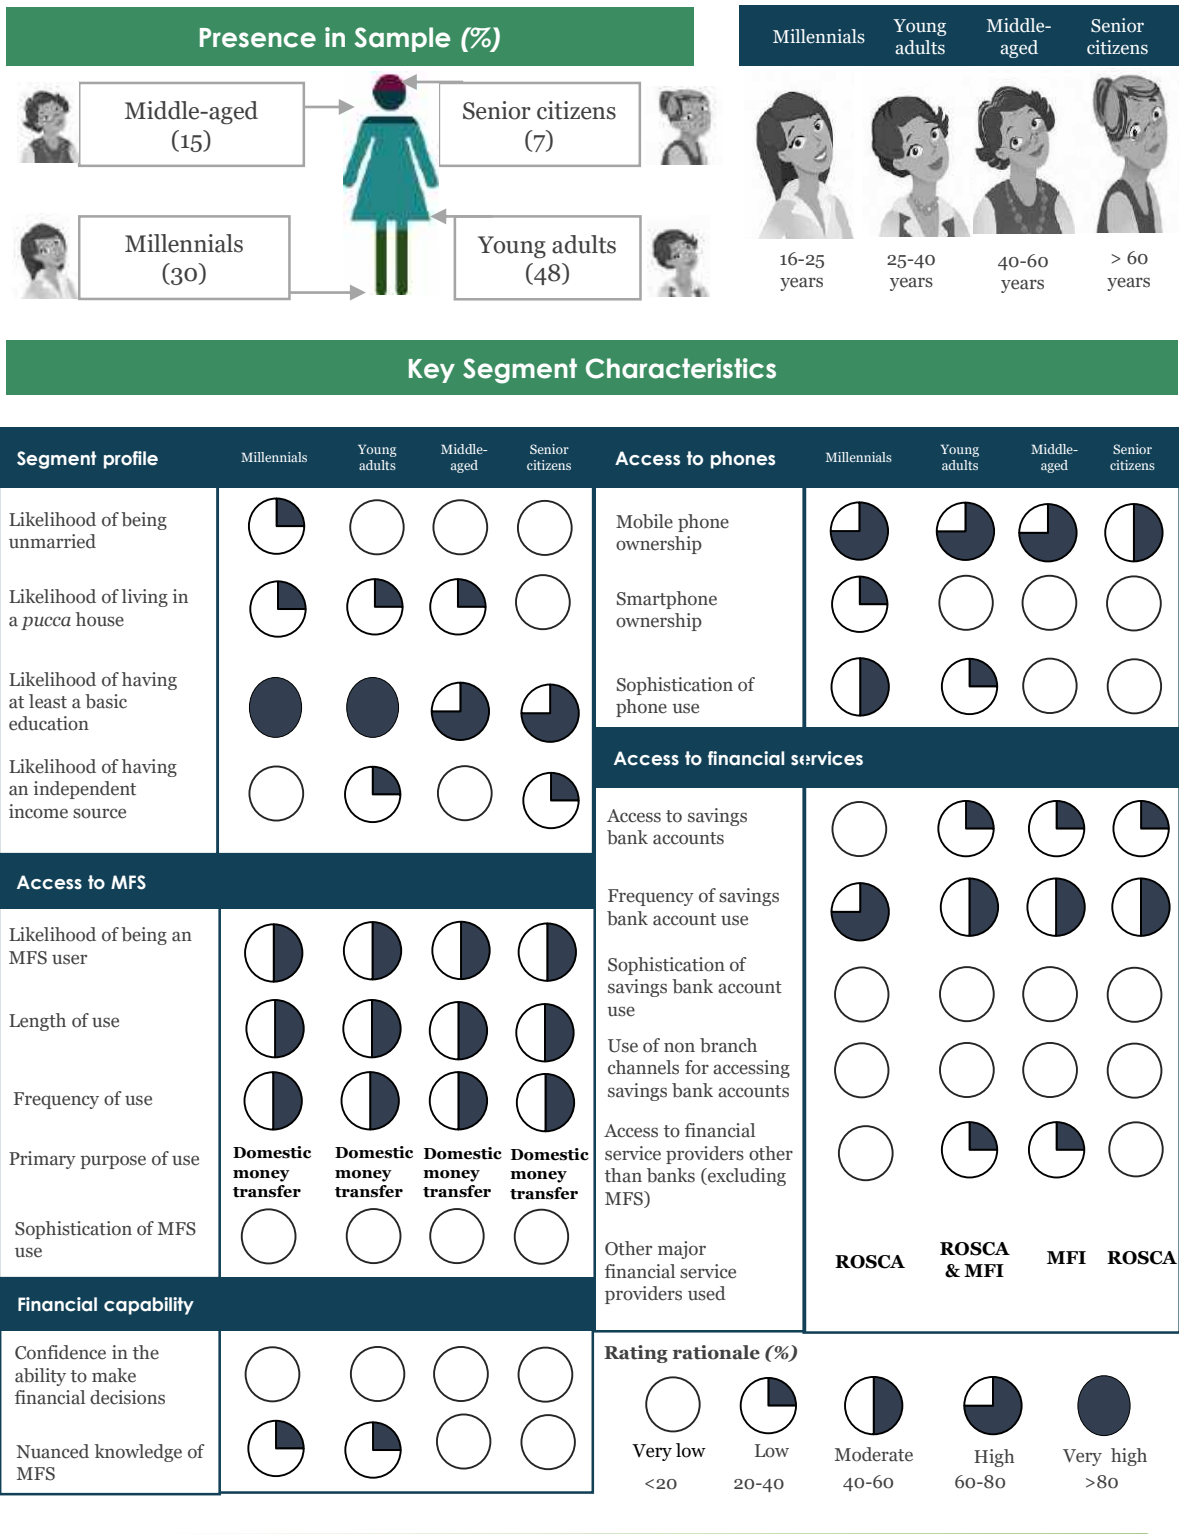 Presence in Sample (%)
Middle-aged
(15)
Senior citizens
(7)
Millennials
(30)
Young adults
(48)
Millennials
Young
adults
Middle-
aged
Senior
citizens
16-25
years
25-40
years
40-60
years
> 60
years
Key Segment Characteristics
Segment profile
Millennials
Young
adults
Middle-
aged
Senior
citizens
Likelihood of being
unmarried
Likelihood of living in
a pucca house
Likelihood of having
at least a basic
education
Likelihood of having
an independent
income source
Access to MFS
Likelihood of being an
MFS user
Length of use
Frequency of use
Primary purpose of use
Domestic
money
transfer
Domestic
money
transfer
Domestic
money
transfer
Domestic
money
transfer
Sophistication of MFS
use
Financial capability
Confidence in the
ability to make
financial decisions
Nuanced knowledge of
MFS
Access to phones
Millennials
Young
adults
Middle-
aged
Senior
citizens
Mobile phone
ownership
Smartphone
ownership
Sophistication of
phone use
Access to financial services
Access to savings
bank accounts
Frequency of savings
bank account use
Sophistication of
savings bank account
use
Use of non branch
channels for accessing
savings bank accounts
Access to financial
service providers other
than banks (excluding
MFS)
Other major
financial service
providers used
ROSCA
ROSCA
& MFI
MFI
ROSCA
Rating rationale (%)
Very low
Low
Moderate
High
Very high
<20
20-40
40-60
60-80
>80